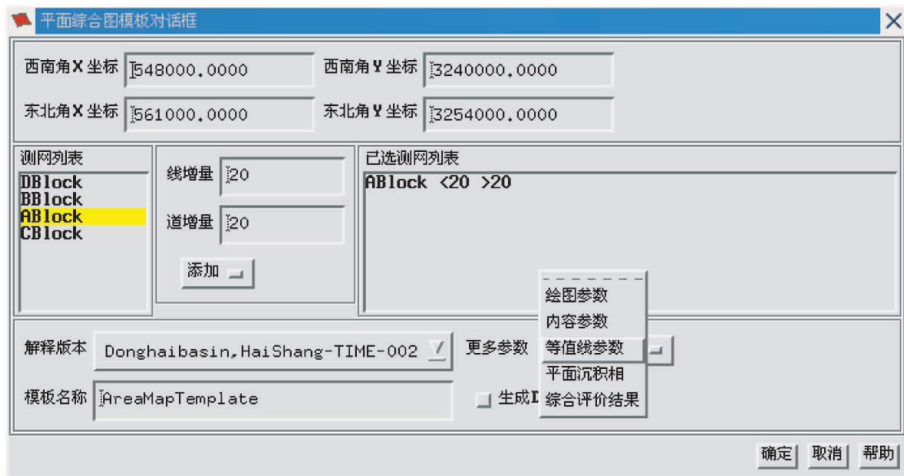 平面综合图模板对话框
西南角X坐标 548000.0000 西南角Y坐标 3240000.0000
东北角X坐标 561000.0000 东北角Y坐标 3254000.0000
测网列表
DBlock
BBlock
ABlock
CBlock
线增量 20
道增量 20
添加
已选测网列表
ABlock <20 >20
解释版本 Donghaibasin,HaiShang-TIME-002 更多参数
绘图参数
内容参数
等值线参数
平面沉积相
综合评价结果
模板名称 AreaMapTemplate 生成
确定 取消 帮助